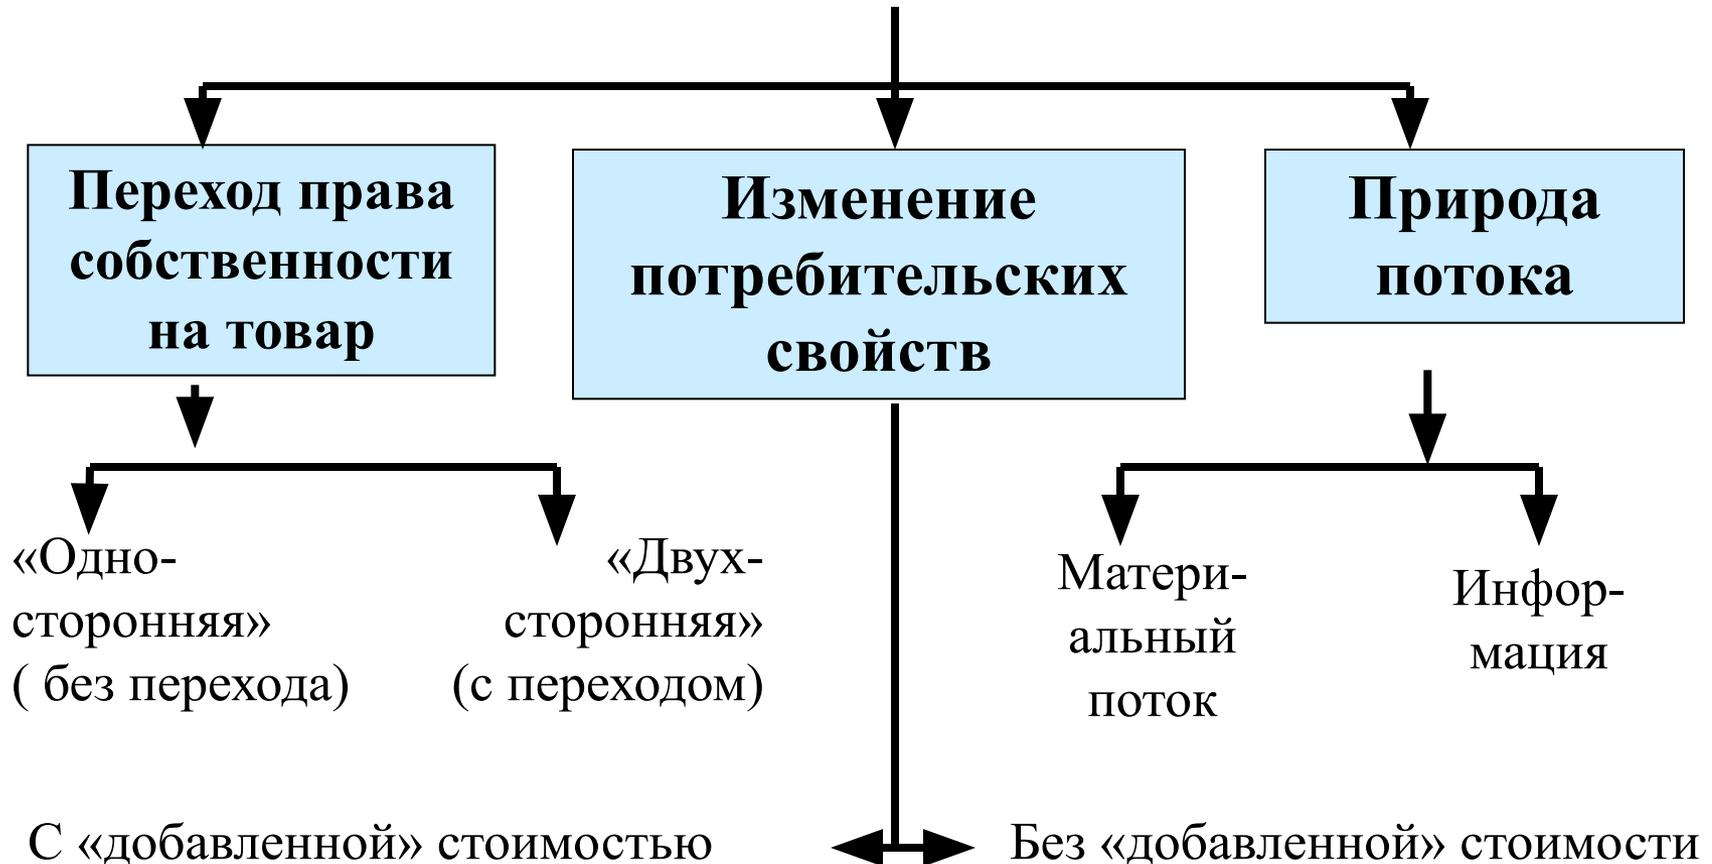 Переход права
собственности
на товар
Изменение
потребительских
свойств
Природа
потока
«Одно-
сторонняя»
( без перехода)
«Двух-
сторонняя»
(с переходом)
Матери-
альный
поток
Инфор-
мация
С «добавленной» стоимостью
Без «добавленной» стоимости